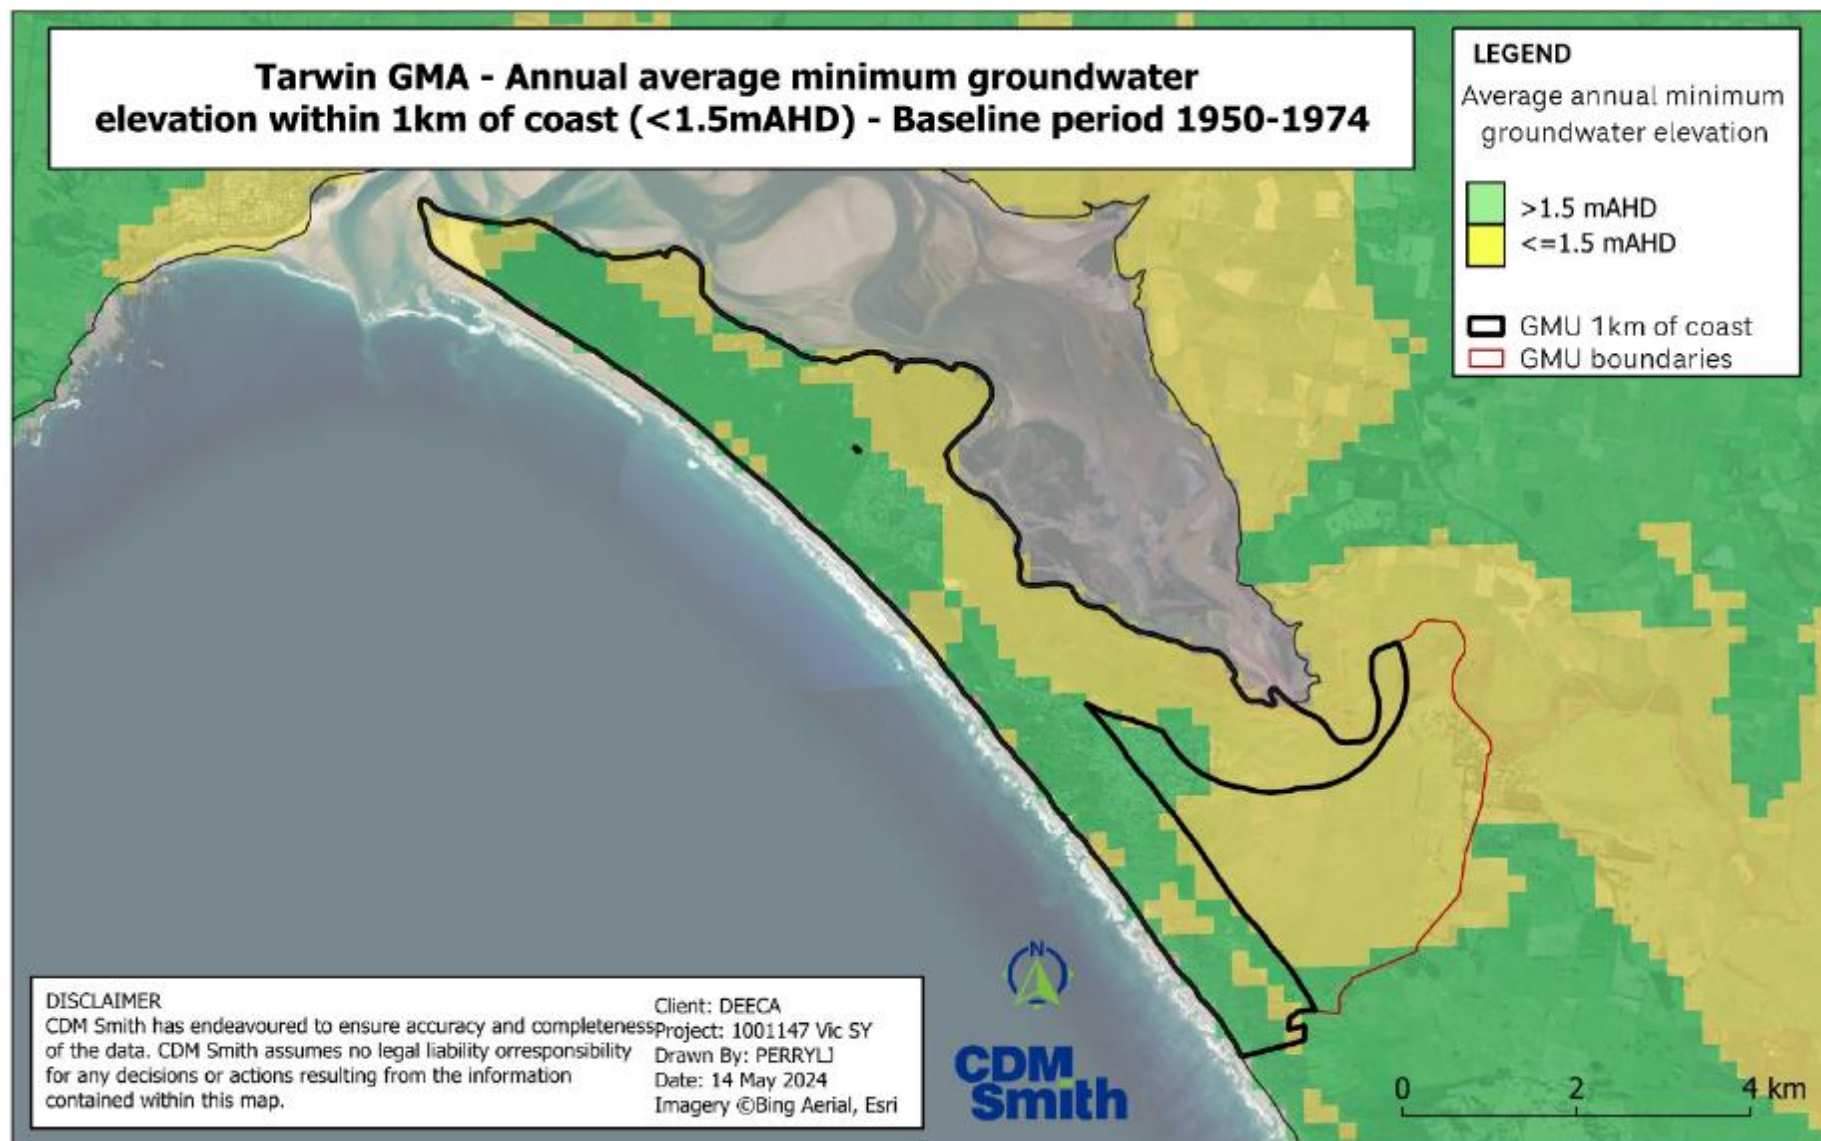 Tarwin GMA - Annual average minimum groundwater
elevation within 1km of coast (<1.5mAHD) - Baseline period 1950-1974
LEGEND
Average annual minimum
groundwater elevation
>1.5 mAHD
<=1.5 mAHD
GMU 1km of coast
GMU boundaries
DISCLAIMER
CDM Smith has endeavoured to ensure accuracy and completeness
of the data. CDM Smith assumes no legal liability orresponsibility
for any decisions or actions resulting from the information
contained within this map.
Client: DEECA
Project: 1001147 Vic SY
Drawn By: PERRYLJ
Date: 14 May 2024
Imagery ©Bing Aerial, Esri
N
CDM
Smith
0 2 4 km